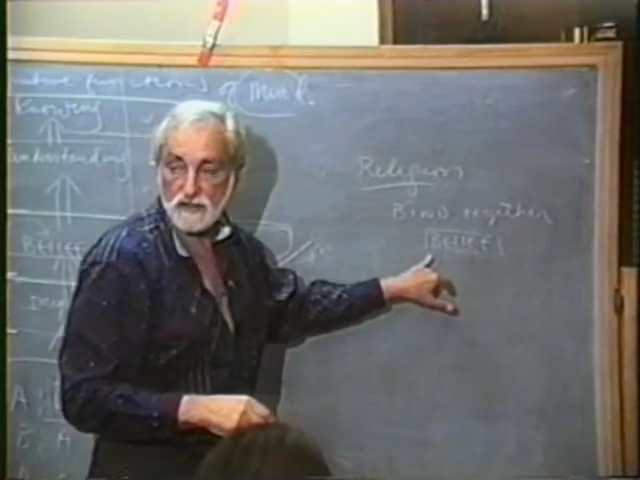 functions of Mind.
Knowing
understanding
BELIEF
A
A
Religion
Bind together
BELIEF